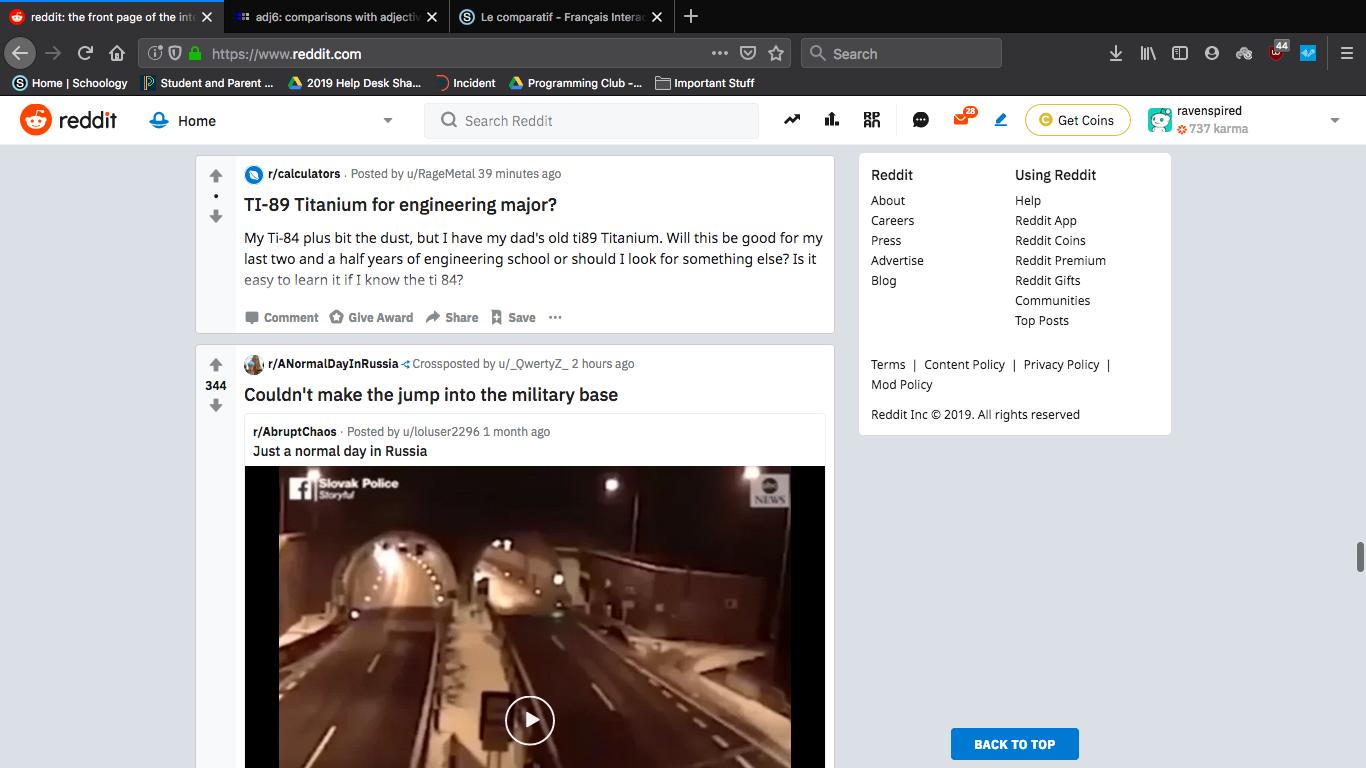 reddit: the front page of the inte
adj6: comparisons with adjectiv
Le comparatif - Français Interac
https://www.reddit.com
Search
44
Home | Schoology
Student and Parent ...
2019 Help Desk Sha...
Incident
Programming Club -...
Important Stuff
reddit
Home
Search Reddit
28
Get Coins
ravenspired
737 karma
r/calculators . Posted by u/RageMetal 39 minutes ago
TI-89 Titanium for engineering major?
My Ti-84 plus bit the dust, but I have my dad's old ti89 Titanium. Will this be good for my
last two and a half years of engineering school or should I look for something else? Is it
easy to learn it if I know the ti 84?
Comment
Give Award
Share
Save
344
r/ANormalDayInRussia Crossposted by u/_QwertyZ_ 2 hours ago
Couldn't make the jump into the military base
r/AbruptChaos · Posted by u/loluser2296 1 month ago
Just a normal day in Russia
Slovak Police
Storyful
abc
NEWS
Reddit
About
Careers
Press
Advertise
Blog
Using Reddit
Help
Reddit App
Reddit Coins
Reddit Premium
Reddit Gifts
Communities
Top Posts
Terms | Content Policy | Privacy Policy |
Mod Policy
Reddit Inc © 2019. All rights reserved
BACK TO TOP